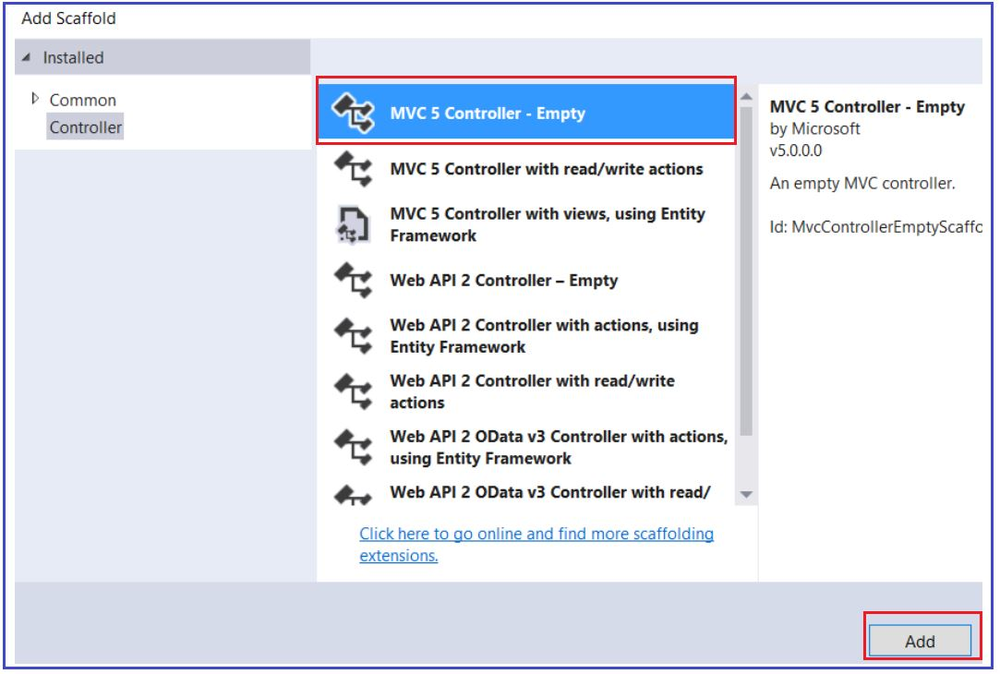 Add Scaffold
Installed
Common
Controller
MVC 5 Controller - Empty
MVC 5 Controller with read/write actions
MVC 5 Controller with views, using Entity
Framework
Web API 2 Controller – Empty
Web API 2 Controller with actions, using
Entity Framework
Web API 2 Controller with read/write
actions
Web API 2 OData v3 Controller with actions,
using Entity Framework
Web API 2 OData v3 Controller with read/
Click here to go online and find more scaffolding
extensions.
MVC 5 Controller - Empty
by Microsoft
v5.0.0.0
An empty MVC controller.
Id: MvcControllerEmptyScaffo
Add